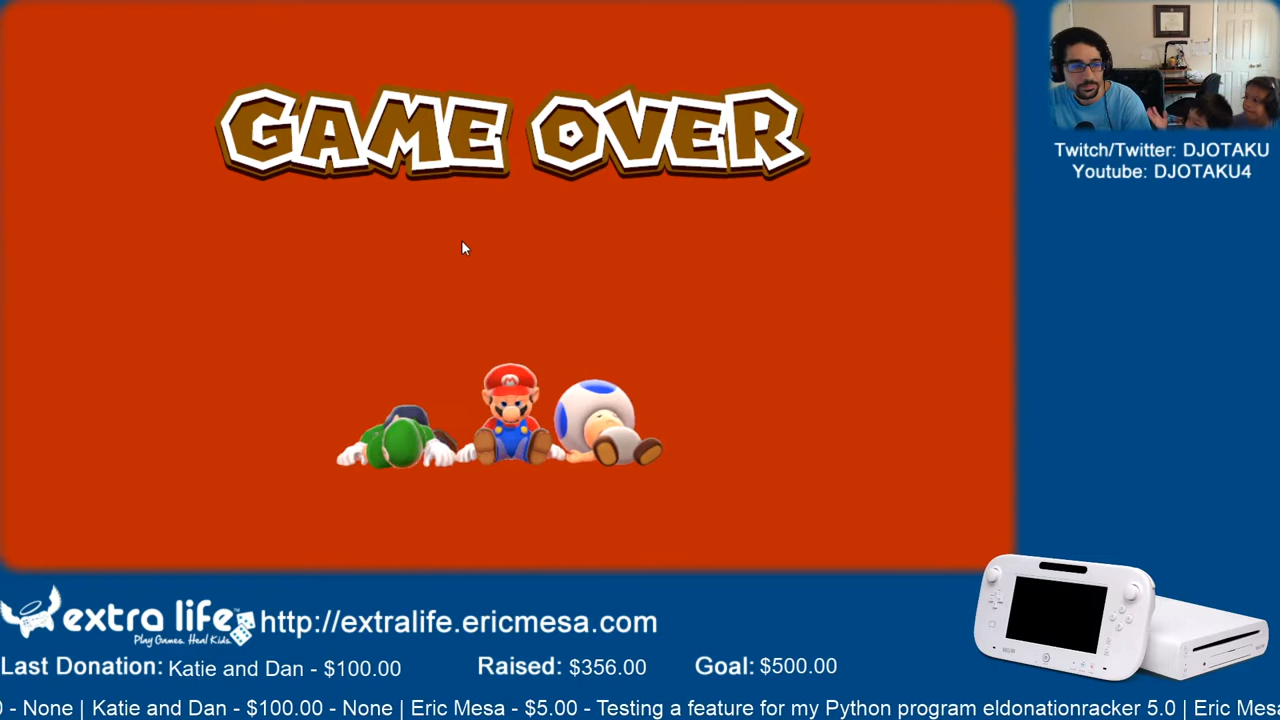 GAME OVER
Twitch/Twitter: DJOTAKU
Youtube: DJOTAKU4
extra life
Play Games. Heal Kids.
http://extralife.ericmesa.com
Last Donation: Katie and Dan - $100.00
Raised: $356.00
Goal: $500.00
0 - None | Katie and Dan - $100.00 - None | Eric Mesa - $5.00 - Testing a feature for my Python program eldonationracker 5.0 | Eric Mesa